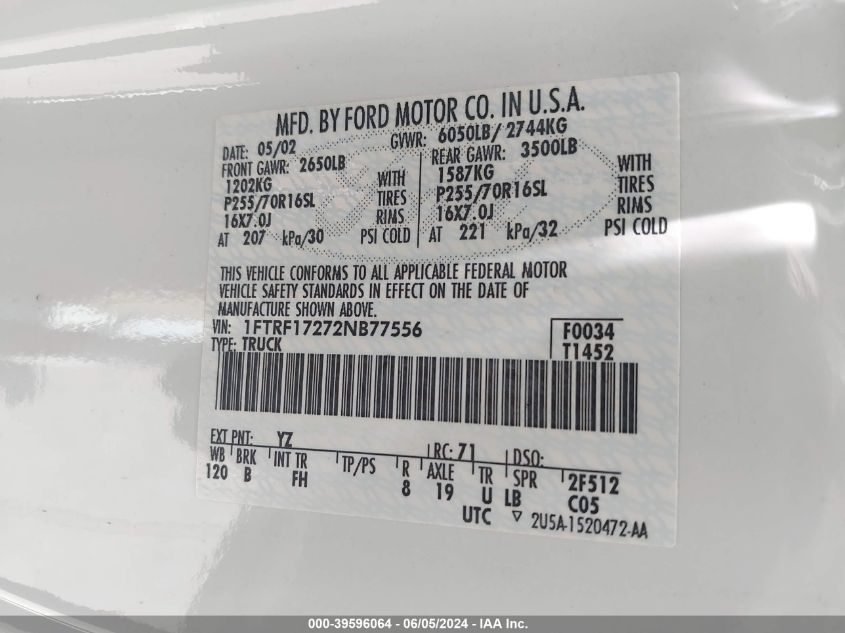 MFD. BY FORD MOTOR CO. IN U.S.A.
DATE: 05/02 GVWR: 6050LB/ 2744KG
FRONT GAWR: 2650LB REAR GAWR: 3500LB
1202KG WITH 1587KG WITH
P255/70R16SL TIRES P255/70R16SL TIRES
16X7.0J RIMS 16X7.0J RIMS
AT 207 kPa/30 PSI COLD AT 221 kPa/32 PSI COLD
THIS VEHICLE CONFORMS TO ALL APPLICABLE FEDERAL MOTOR
VEHICLE SAFETY STANDARDS IN EFFECT ON THE DATE OF
MANUFACTURE SHOWN ABOVE.
VIN: 1FTRF17272NB77556 F0034
TYPE: TRUCK T1452
EXT PNT: YZ RC: 71 DSO:
WB BRK INT TR TP/PS R AXLE TR SPR 2F512
120 B FH 8 19 U LB C05
UTC ▽ 2U5A-1520472-AA
000-39596064 - 06/05/2024 - IAA Inc.